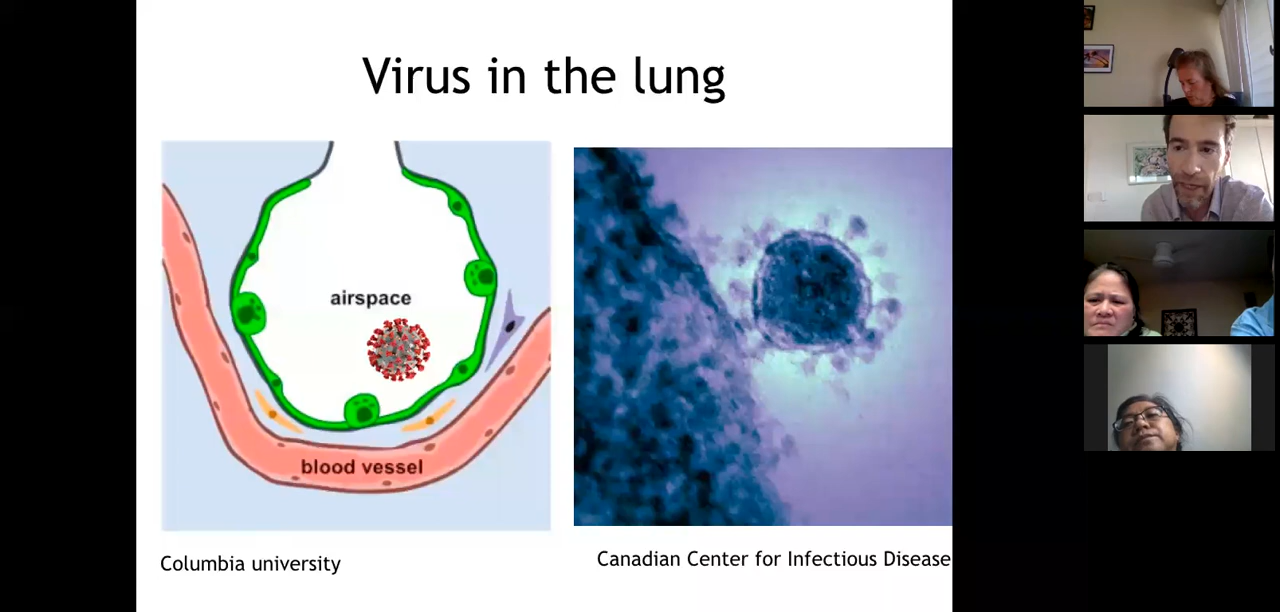 Virus in the lung
airspace
blood vessel
Columbia university
Canadian Center for Infectious Disease